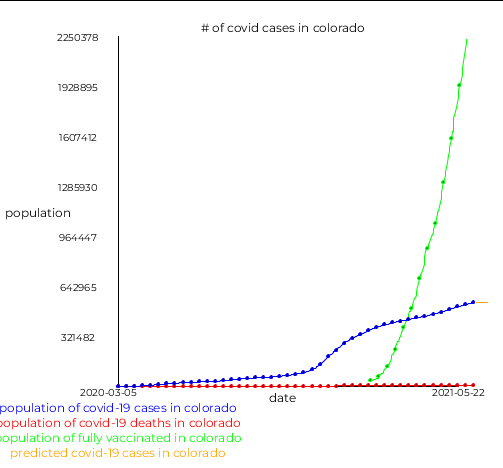 # of covid cases in colorado
2250378
1928895
1607412
1285930
population
964447
642965
321482
2020-03-05
2021-05-22
date
population of covid-19 cases in colorado
population of covid-19 deaths in colorado
population of fully vaccinated in colorado
predicted covid-19 cases in colorado